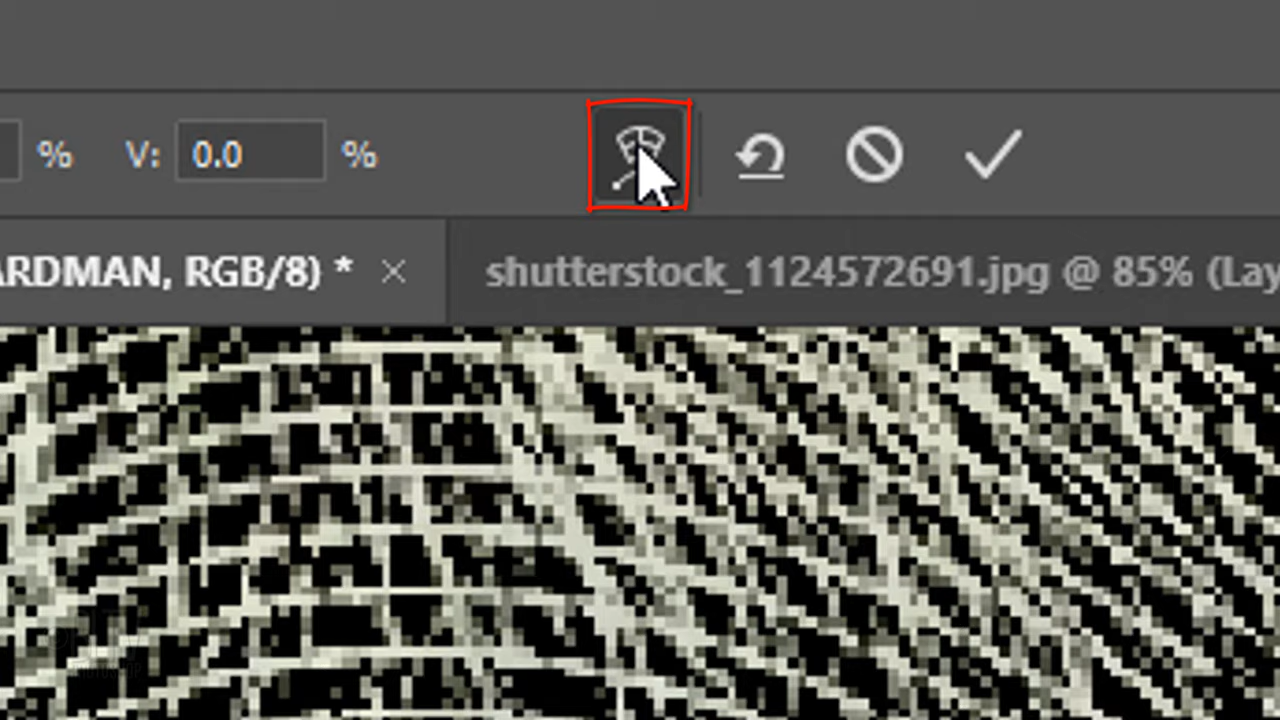 % V: 0.0 %
ARDMAN, RGB/8) * × shutterstock_1124572691.jpg @ 85% (Lay